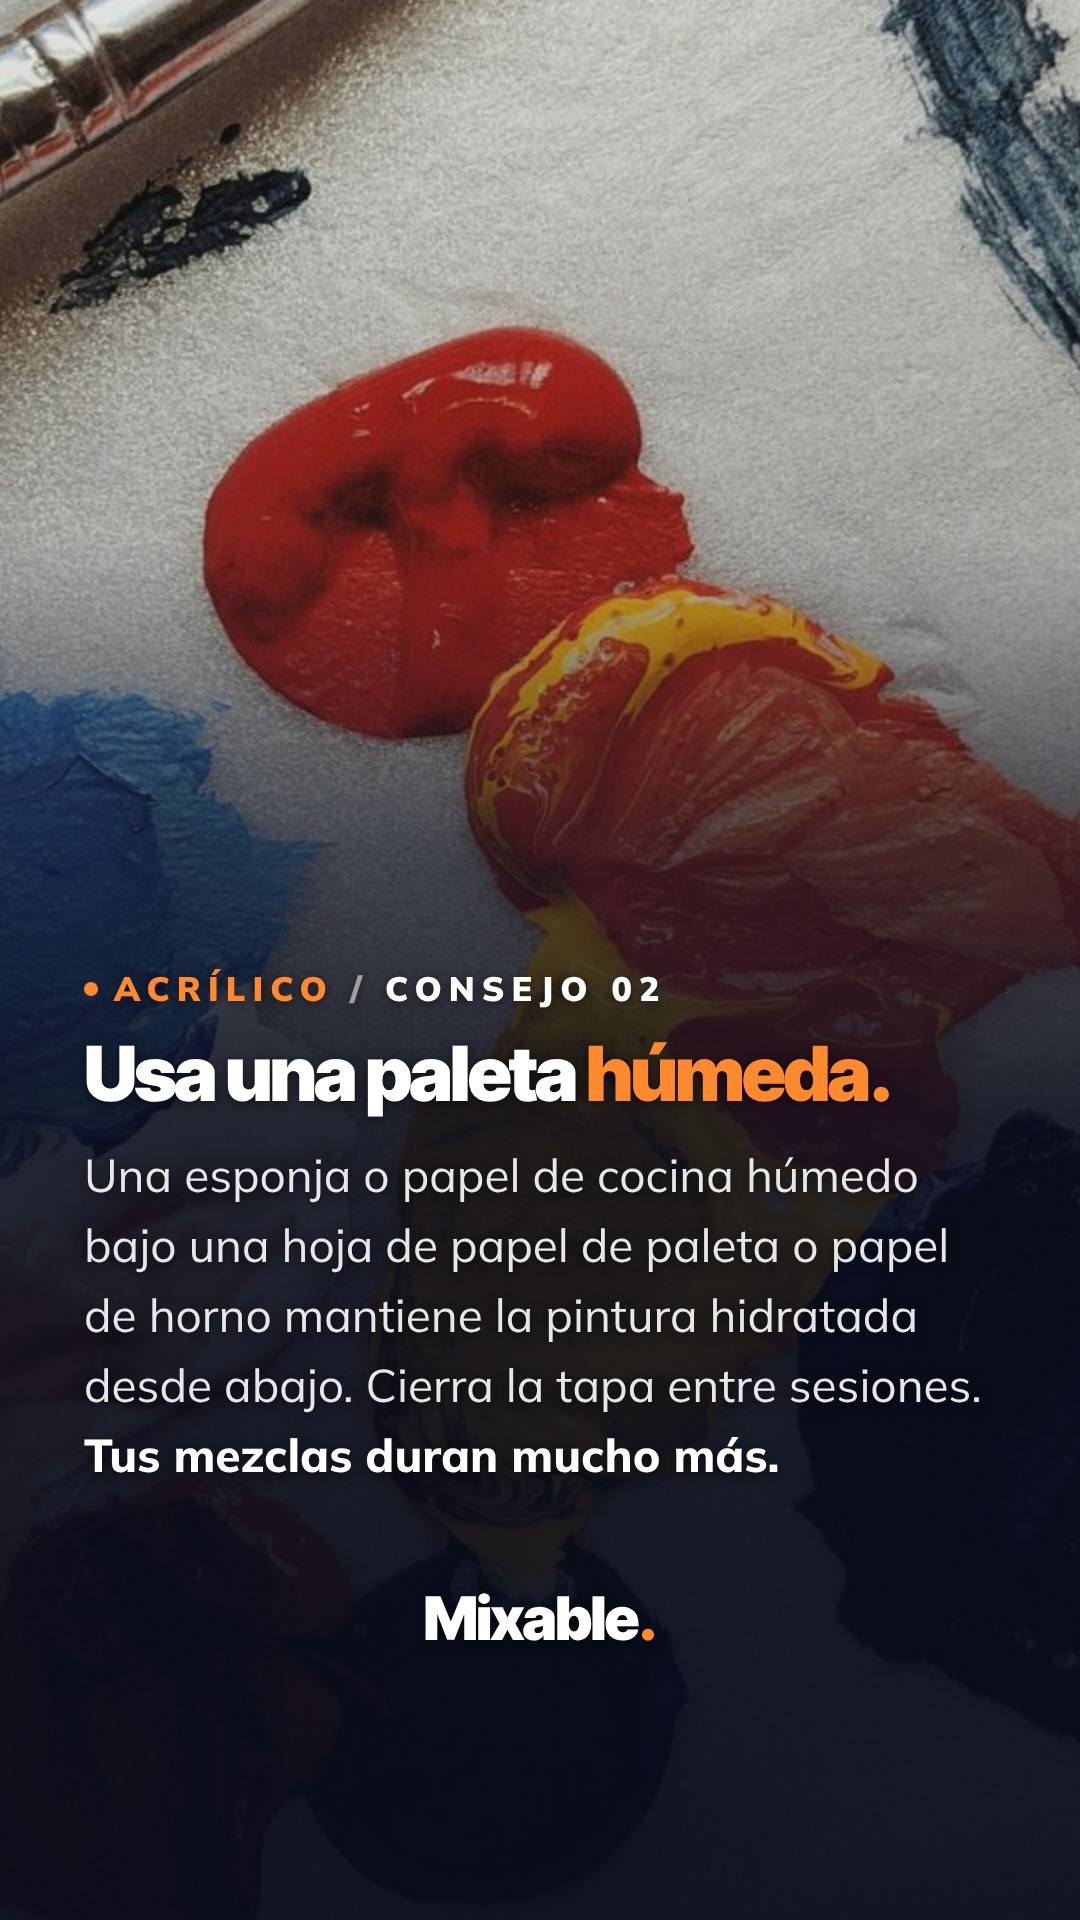 • ACRÍLICO / CONSEJO 02
Usa una paleta húmeda.
Una esponja o papel de cocina húmedo
bajo una hoja de papel de paleta o papel
de horno mantiene la pintura hidratada
desde abajo. Cierra la tapa entre sesiones.
Tus mezclas duran mucho más.
Mixable.